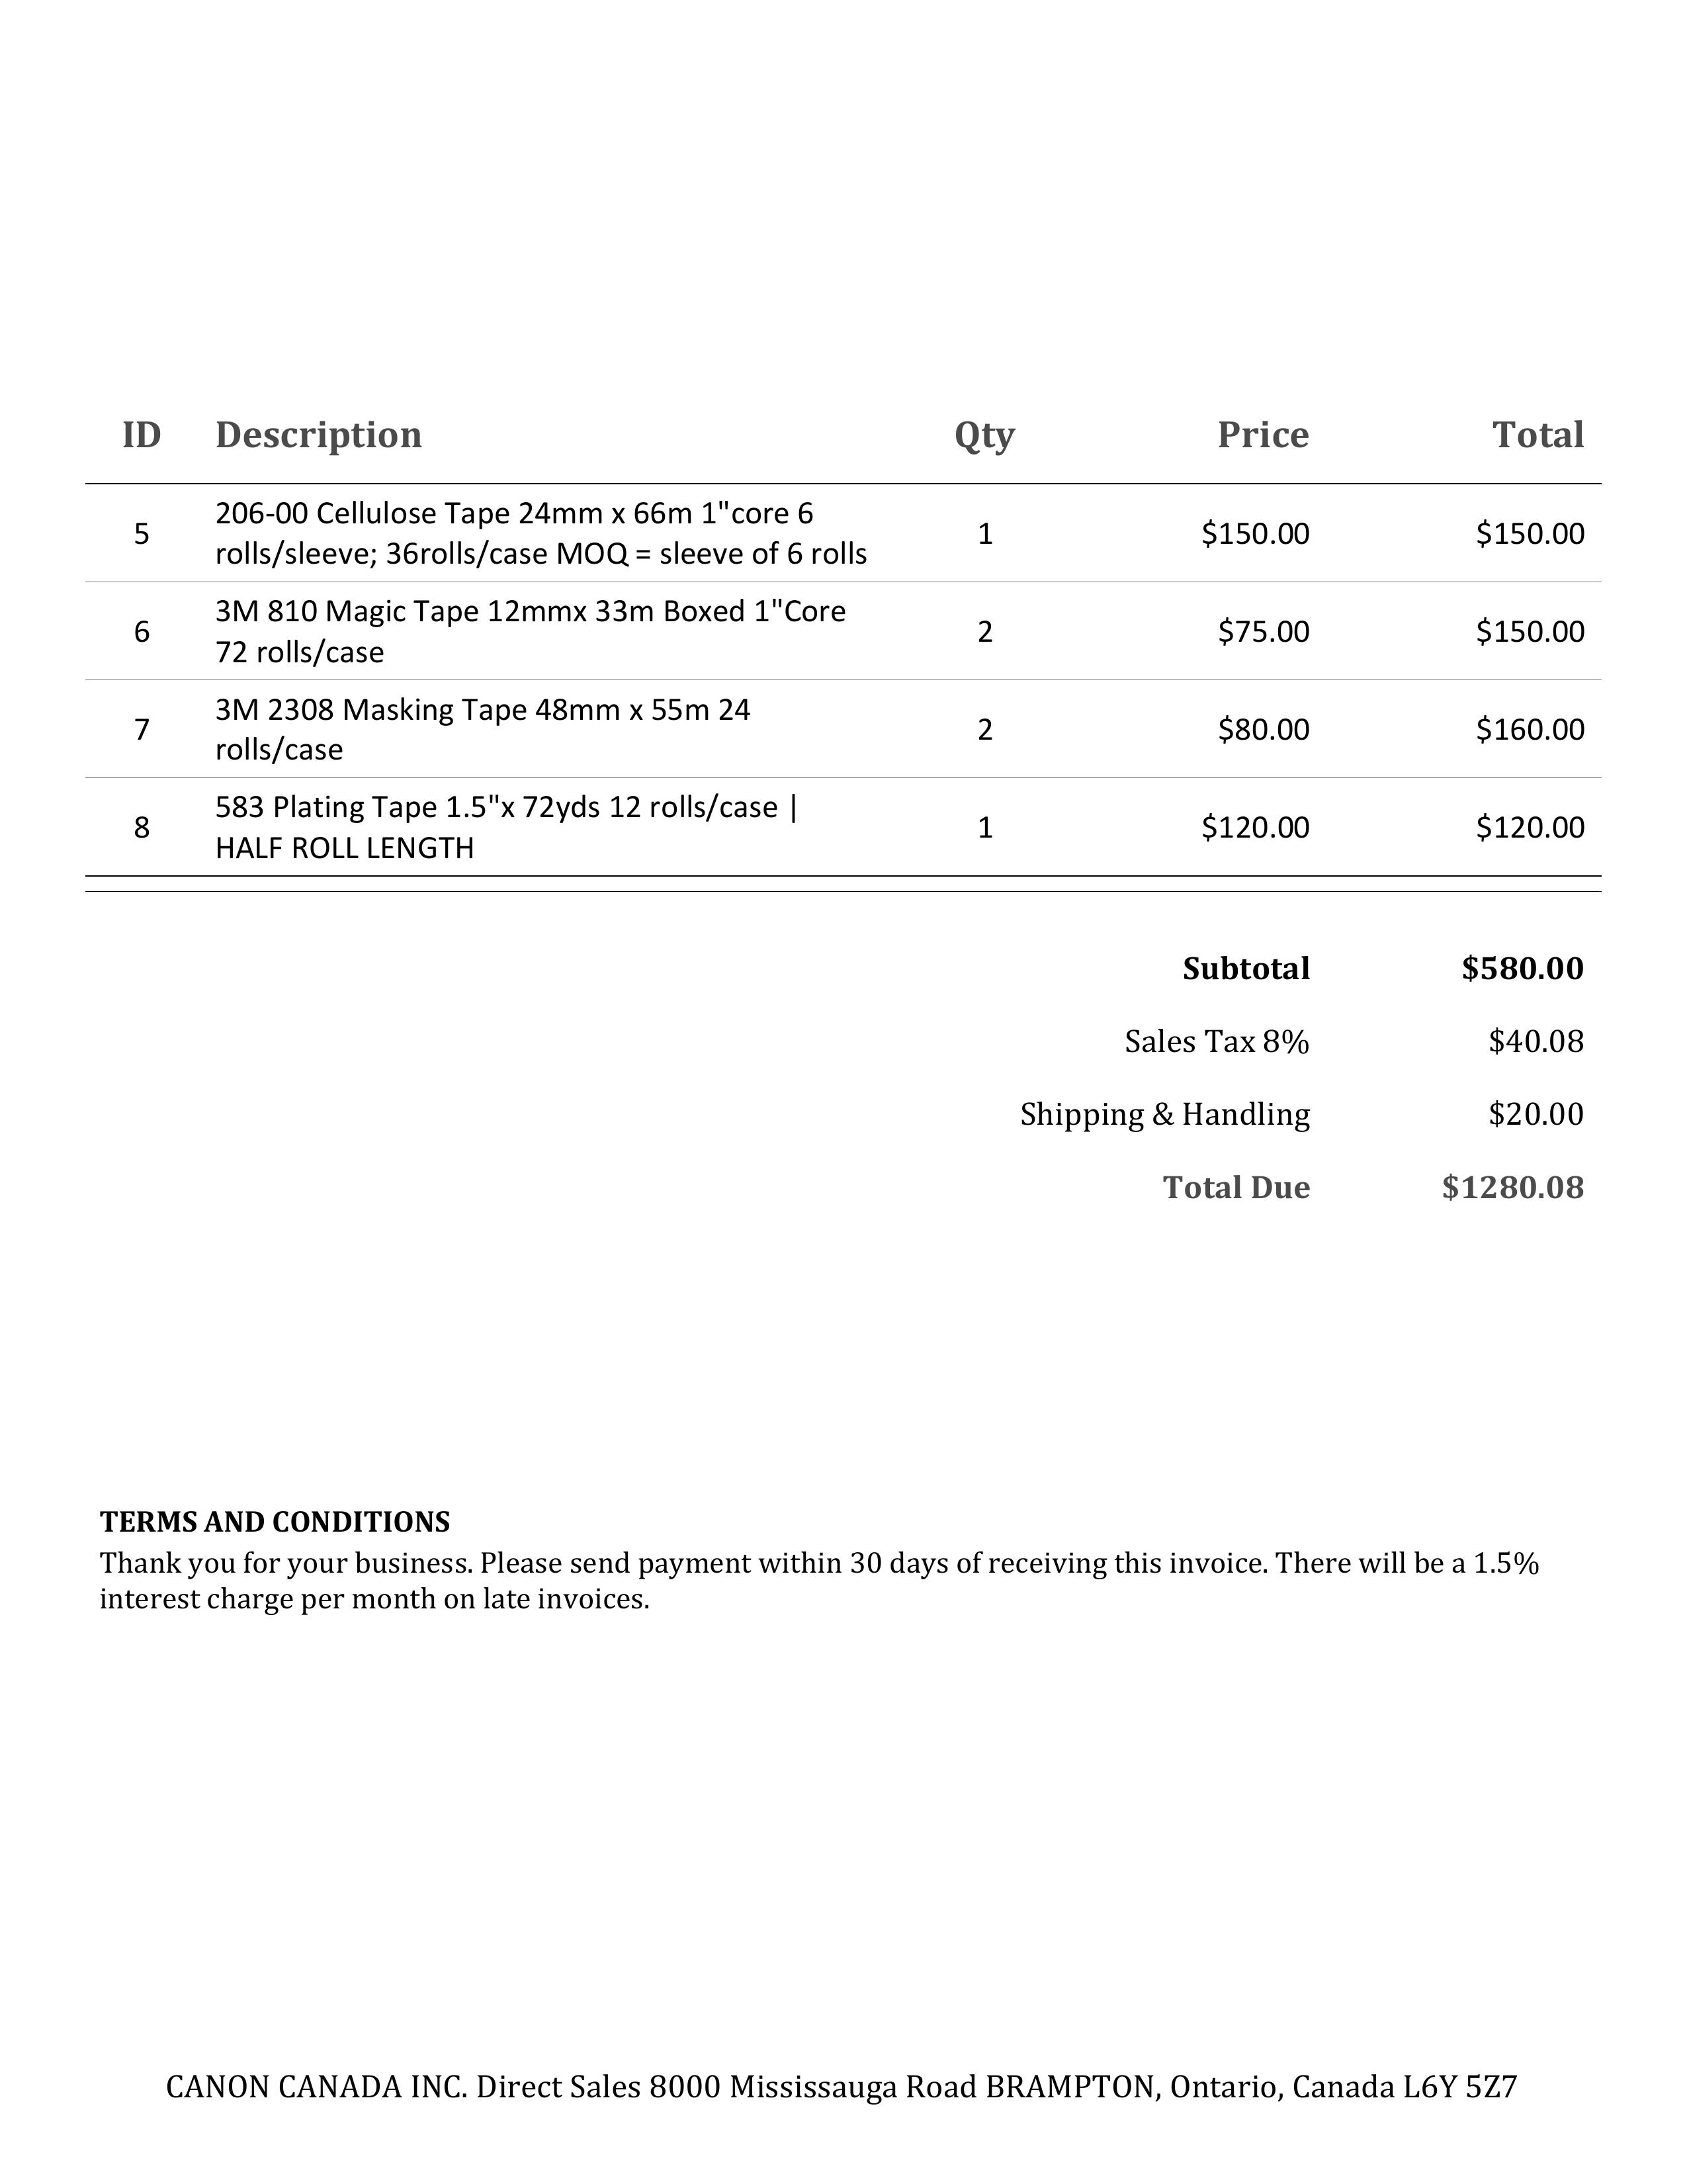 ID Description Qty Price Total
5 206-00 Cellulose Tape 24mm x 66m 1"core 6
rolls/sleeve; 36rolls/case MOQ = sleeve of 6 rolls 1 $150.00 $150.00
6 3M 810 Magic Tape 12mmx 33m Boxed 1"Core
72 rolls/case 2 $75.00 $150.00
7 3M 2308 Masking Tape 48mm x 55m 24
rolls/case 2 $80.00 $160.00
8 583 Plating Tape 1.5"x 72yds 12 rolls/case |
HALF ROLL LENGTH 1 $120.00 $120.00
Subtotal $580.00
Sales Tax 8% $40.08
Shipping & Handling $20.00
Total Due $1280.08
TERMS AND CONDITIONS
Thank you for your business. Please send payment within 30 days of receiving this invoice. There will be a 1.5%
interest charge per month on late invoices.
CANON CANADA INC. Direct Sales 8000 Mississauga Road BRAMPTON, Ontario, Canada L6Y 5Z7